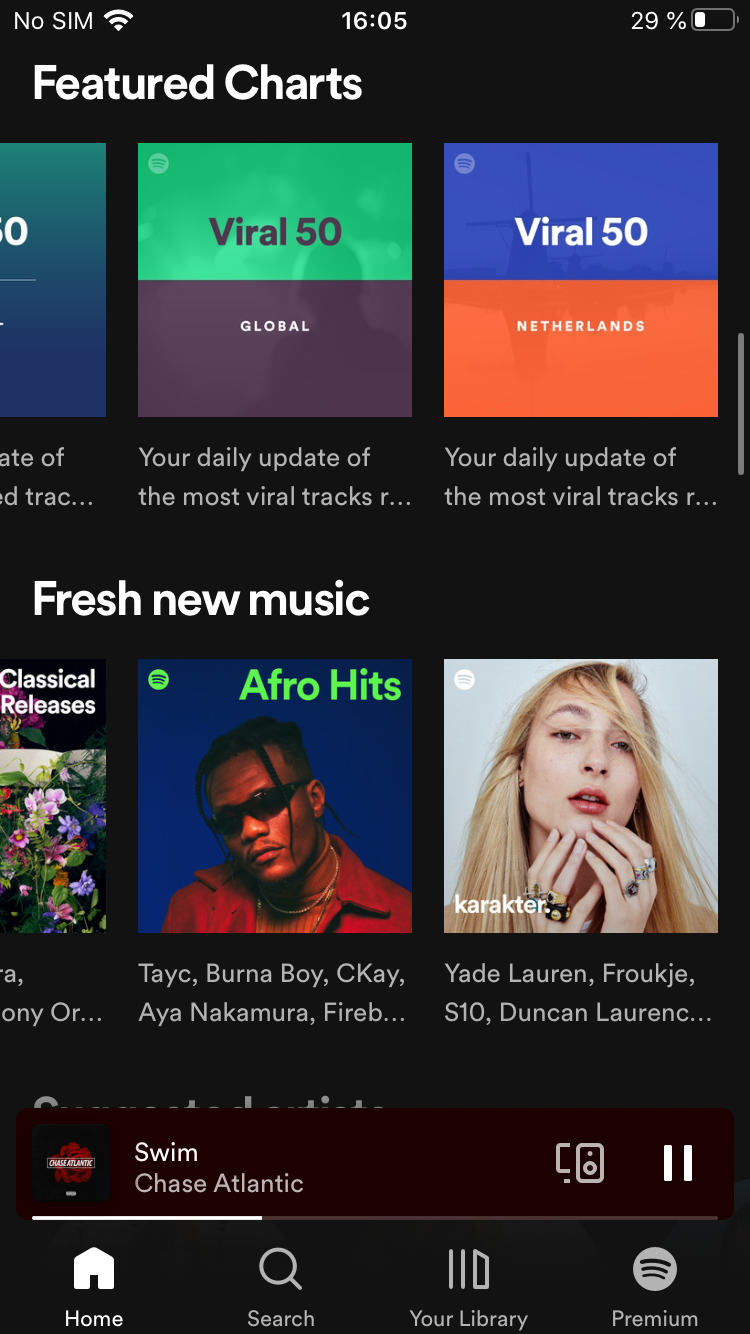 No SIM 16:05 29 %
Featured Charts
50
Viral 50
GLOBAL
Viral 50
NETHERLANDS
ate of
ed trac...
Your daily update of
the most viral tracks r...
Your daily update of
the most viral tracks r...
Fresh new music
Classical
Releases
Afro Hits
karakter.
ra,
ony Or...
Tayc, Burna Boy, CKay,
Aya Nakamura, Fireb...
Yade Lauren, Froukje,
S10, Duncan Laurenc...
Suggested artists
CHASE ATLANTIC
Swim
Chase Atlantic
Home
Search
Your Library
Premium